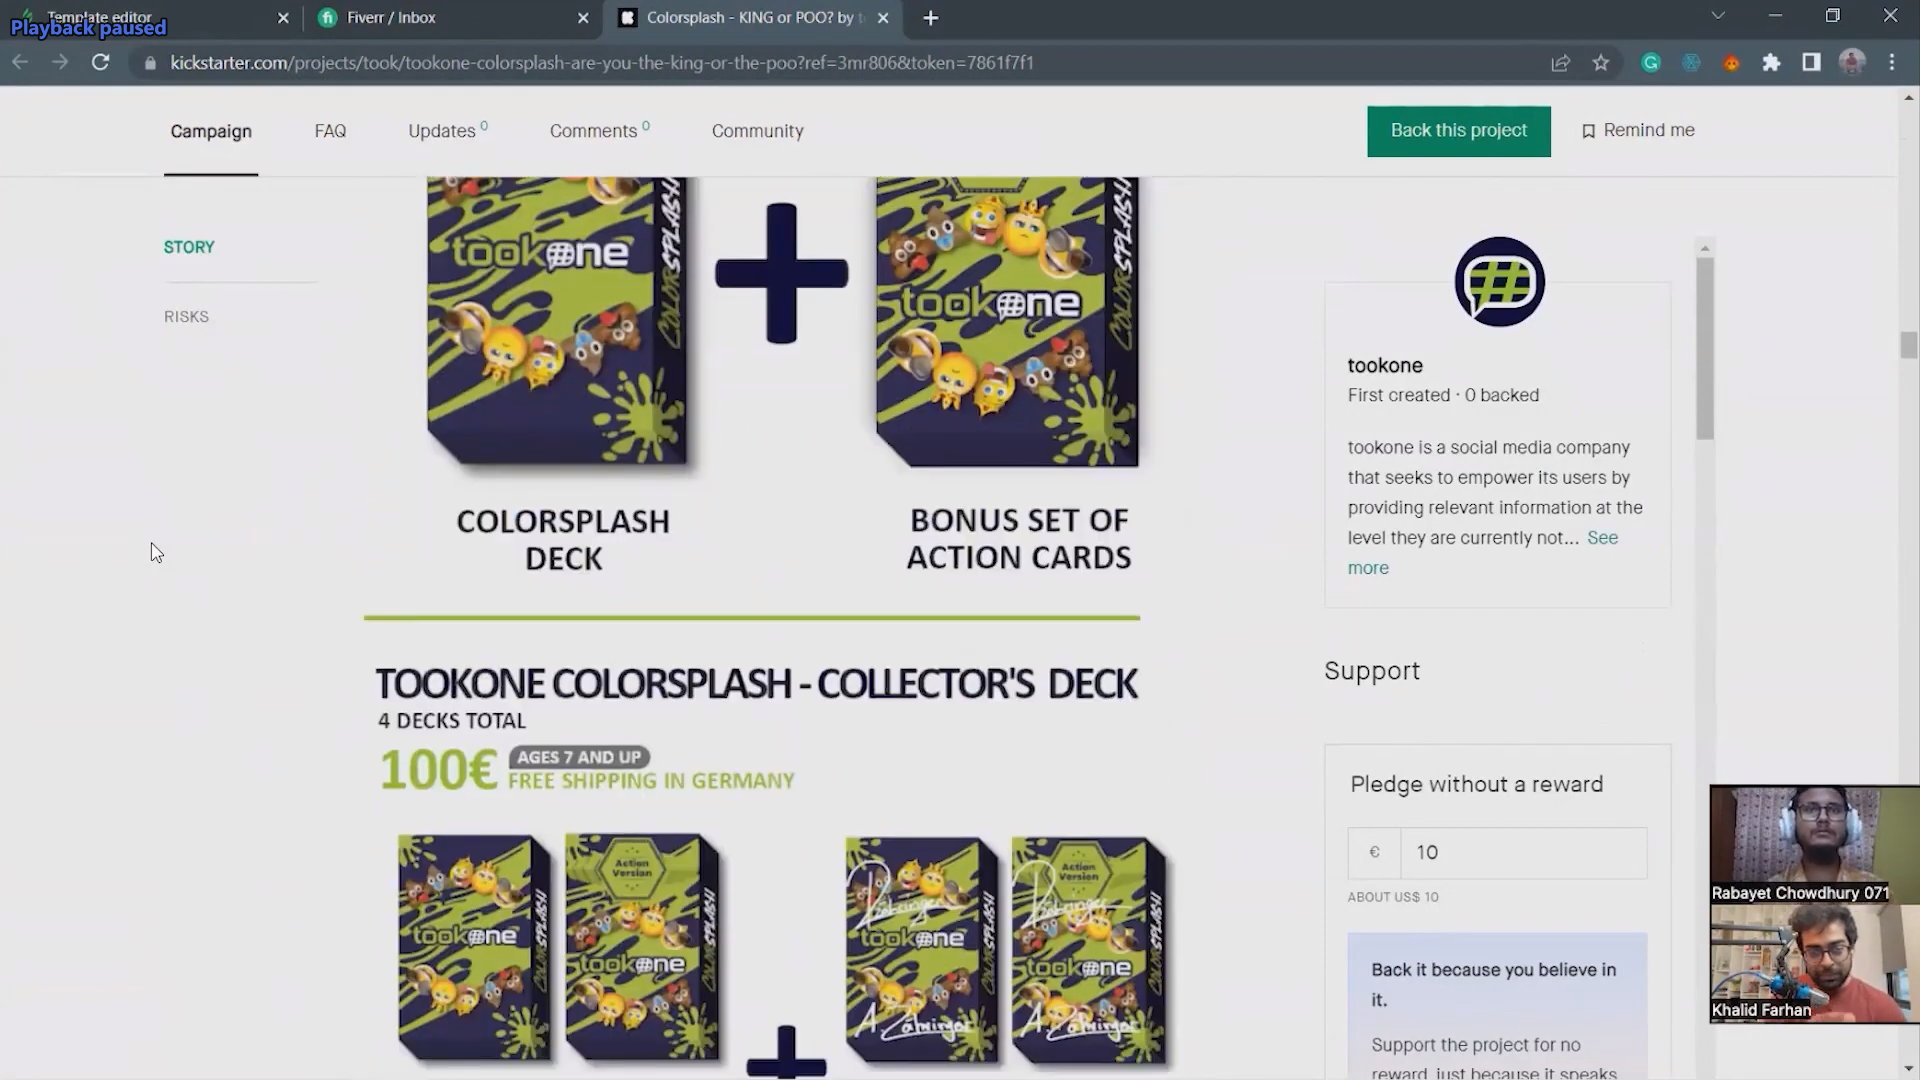 Template editor
Playback paused
Fiverr / Inbox
Colorsplash - KING or POO? by t
kickstarter.com/projects/took/tookone-colorsplash-are-you-the-king-or-the-poo?ref=3mr806&token=7861f7f1
Campaign
FAQ
Updates 0
Comments 0
Community
Back this project
Remind me
STORY
RISKS
tookone
COLORSPLASH
tookone
COLORSPLASH
COLORSPLASH
DECK
BONUS SET OF
ACTION CARDS
TOOKONE COLORSPLASH - COLLECTOR'S DECK
4 DECKS TOTAL
100€
AGES 7 AND UP
FREE SHIPPING IN GERMANY
tookone
COLORSPLASH
Action
Version
tookone
COLORSPLASH
tookone
COLORSPLASH
Action
Version
tookone
COLORSPLASH
#
tookone
First created · 0 backed
tookone is a social media company
that seeks to empower its users by
providing relevant information at the
level they are currently not... See
more
Support
Pledge without a reward
€ 10
ABOUT US$ 10
Back it because you believe in
it.
Support the project for no
reward, just because it speaks
Rabayet Chowdhury 071
Khalid Farhan